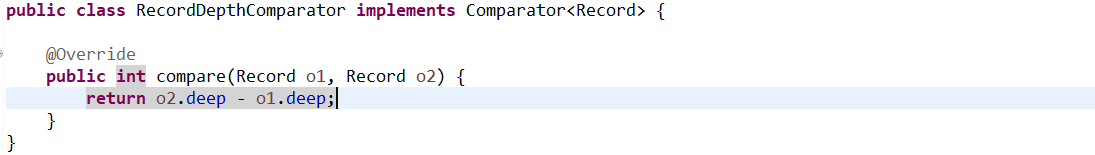 public class RecordDepthComparator implements Comparator<Record> {
@Override
public int compare(Record o1, Record o2) {
return o2.deep - o1.deep;
}
}